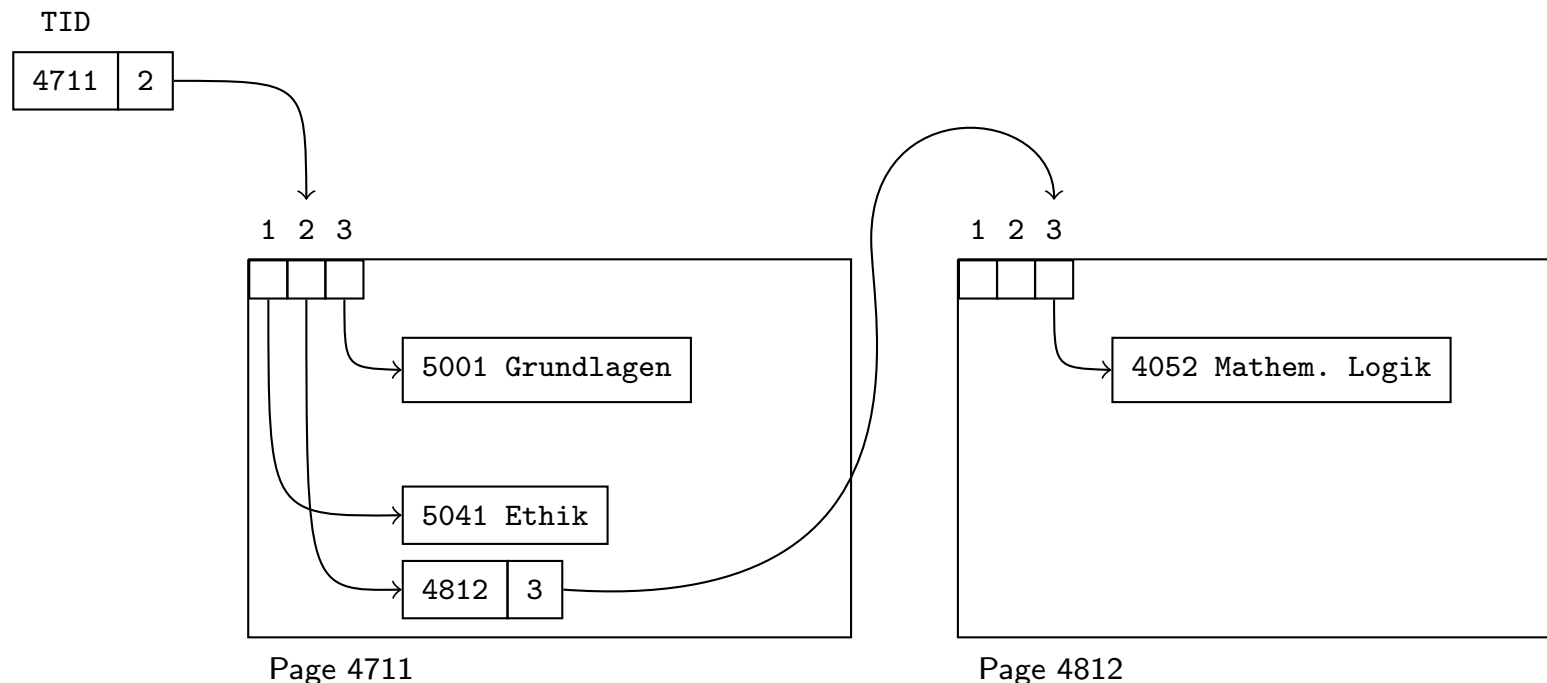 TID
4711 2
1 2 3
1 2 3
5001 Grundlagen
4052 Mathem. Logik
5041 Ethik
4812 3
Page 4711
Page 4812